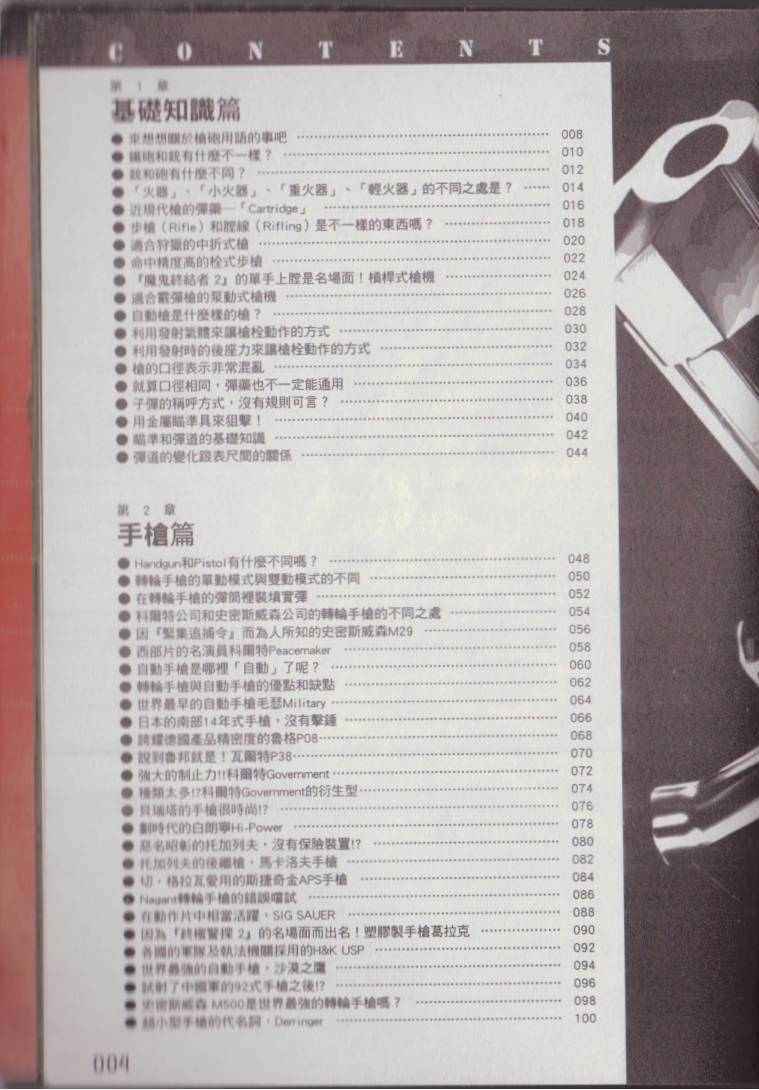 CONTENTS
第 1 章
基礎知識篇
● 來想想關於槍砲用語的事吧 008
● 鐵砲和銃有什麼不一樣？ 010
● 銃和砲有什麼不同？ 012
● 「火器」、「小火器」、「重火器」、「輕火器」的不同之處是？ 014
● 近現代槍的彈藥—「Cartridge」 016
● 步槍（Rifle）和膛線（Rifling）是不一樣的東西嗎？ 018
● 適合狩獵的中折式槍 020
● 命中精度高的栓式步槍 022
● 『魔鬼終結者 2』的單手上膛是名場面！槓桿式槍機 024
● 適合霰彈槍的泵動式槍機 026
● 自動槍是什麼樣的槍？ 028
● 利用發射氣體來讓槍栓動作的方式 030
● 利用發射時的後座力來讓槍栓動作的方式 032
● 槍的口徑表示非常混亂 034
● 就算口徑相同，彈藥也不一定能通用 036
● 子彈的稱呼方式，沒有規則可言？ 038
● 用金屬瞄準具來狙擊！ 040
● 瞄準和彈道的基礎知識 042
● 彈道的變化跟表尺間的關係 044
第 2 章
手槍篇
● Handgun和Pistol有什麼不同嗎？ 048
● 轉輪手槍的單動模式與雙動模式的不同 050
● 在轉輪手槍的彈筒裡裝填實彈 052
● 科爾特公司和史密斯威森公司的轉輪手槍的不同之處 054
● 因『緊集追捕令』而為人所知的史密斯威森M29 056
● 西部片的名演員科爾特Peacemaker 058
● 自動手槍是哪裡「自動」了呢？ 060
● 轉輪手槍與自動手槍的優點和缺點 062
● 世界最早的自動手槍毛瑟Military 064
● 日本的南部14年式手槍，沒有擊錘 066
● 誇耀德國產品精密度的魯格P08 068
● 說到魯邦就是！瓦爾特P38 070
● 強大的制止力!!科爾特Government 072
● 種類太多!?科爾特Government的衍生型 074
● 貝瑞塔的手槍很時尚!? 076
● 劃時代的白朗寧Hi-Power 078
● 惡名昭彰的托加列夫，沒有保險裝置!? 080
● 托加列夫的後繼槍，馬卡洛夫手槍 082
● 切．格拉瓦愛用的斯捷奇金APS手槍 084
● Nagant轉輪手槍的錯誤嚐試 086
● 在動作片中相當活躍，SIG SAUER 088
● 因為『終極警探 2』的名場面而出名！塑膠製手槍葛拉克 090
● 各國的軍隊及執法機關採用的H&K USP 092
● 世界最強的自動手槍，沙漠之鷹 094
● 試射了中國軍的92式手槍之後!? 096
● 史密斯威森 M500是世界最強的轉輪手槍嗎？ 098
● 超小型手槍的代名詞，Derringer 100
004